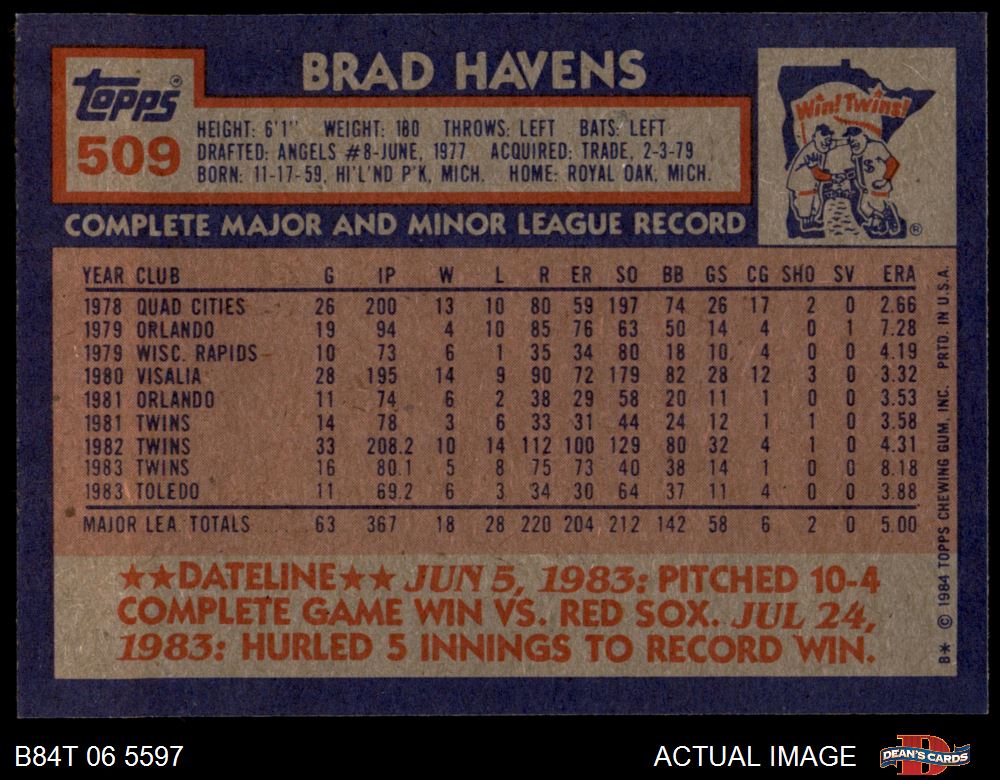 BRAD HAVENS
Topps®
509
HEIGHT: 6'1" WEIGHT: 180 THROWS: LEFT BATS: LEFT
DRAFTED: ANGELS #8-JUNE, 1977 ACQUIRED: TRADE, 2-3-79
BORN: 11-17-59, HI'L'ND P'K, MICH. HOME: ROYAL OAK, MICH.
Win! Twins!
®
COMPLETE MAJOR AND MINOR LEAGUE RECORD
YEAR CLUB G IP W L R ER SO BB GS CG SHO SV ERA
1978 QUAD CITIES 26 200 13 10 80 59 197 74 26 17 2 0 2.66
1979 ORLANDO 19 94 4 10 85 76 63 50 14 4 0 1 7.28
1979 WISC. RAPIDS 10 73 6 1 35 34 80 18 10 4 0 0 4.19
1980 VISALIA 28 195 14 9 90 72 179 82 28 12 3 0 3.32
1981 ORLANDO 11 74 6 2 38 29 58 20 11 1 0 0 3.53
1981 TWINS 14 78 3 6 33 31 44 24 12 1 1 0 3.58
1982 TWINS 33 208.2 10 14 112 100 129 80 32 4 1 0 4.31
1983 TWINS 16 80.1 5 8 75 73 40 38 14 1 0 0 8.18
1983 TOLEDO 11 69.2 6 3 34 30 64 37 11 4 0 0 3.88
MAJOR LEA. TOTALS 63 367 18 28 220 204 212 142 58 6 2 0 5.00
★★DATELINE★★ JUN 5, 1983: PITCHED 10-4
COMPLETE GAME WIN VS. RED SOX. JUL 24,
1983: HURLED 5 INNINGS TO RECORD WIN.
B* © 1984 TOPPS CHEWING GUM, INC. PRTD. IN U.S.A.
B84T 06 5597
ACTUAL IMAGE
DEAN'S CARDS